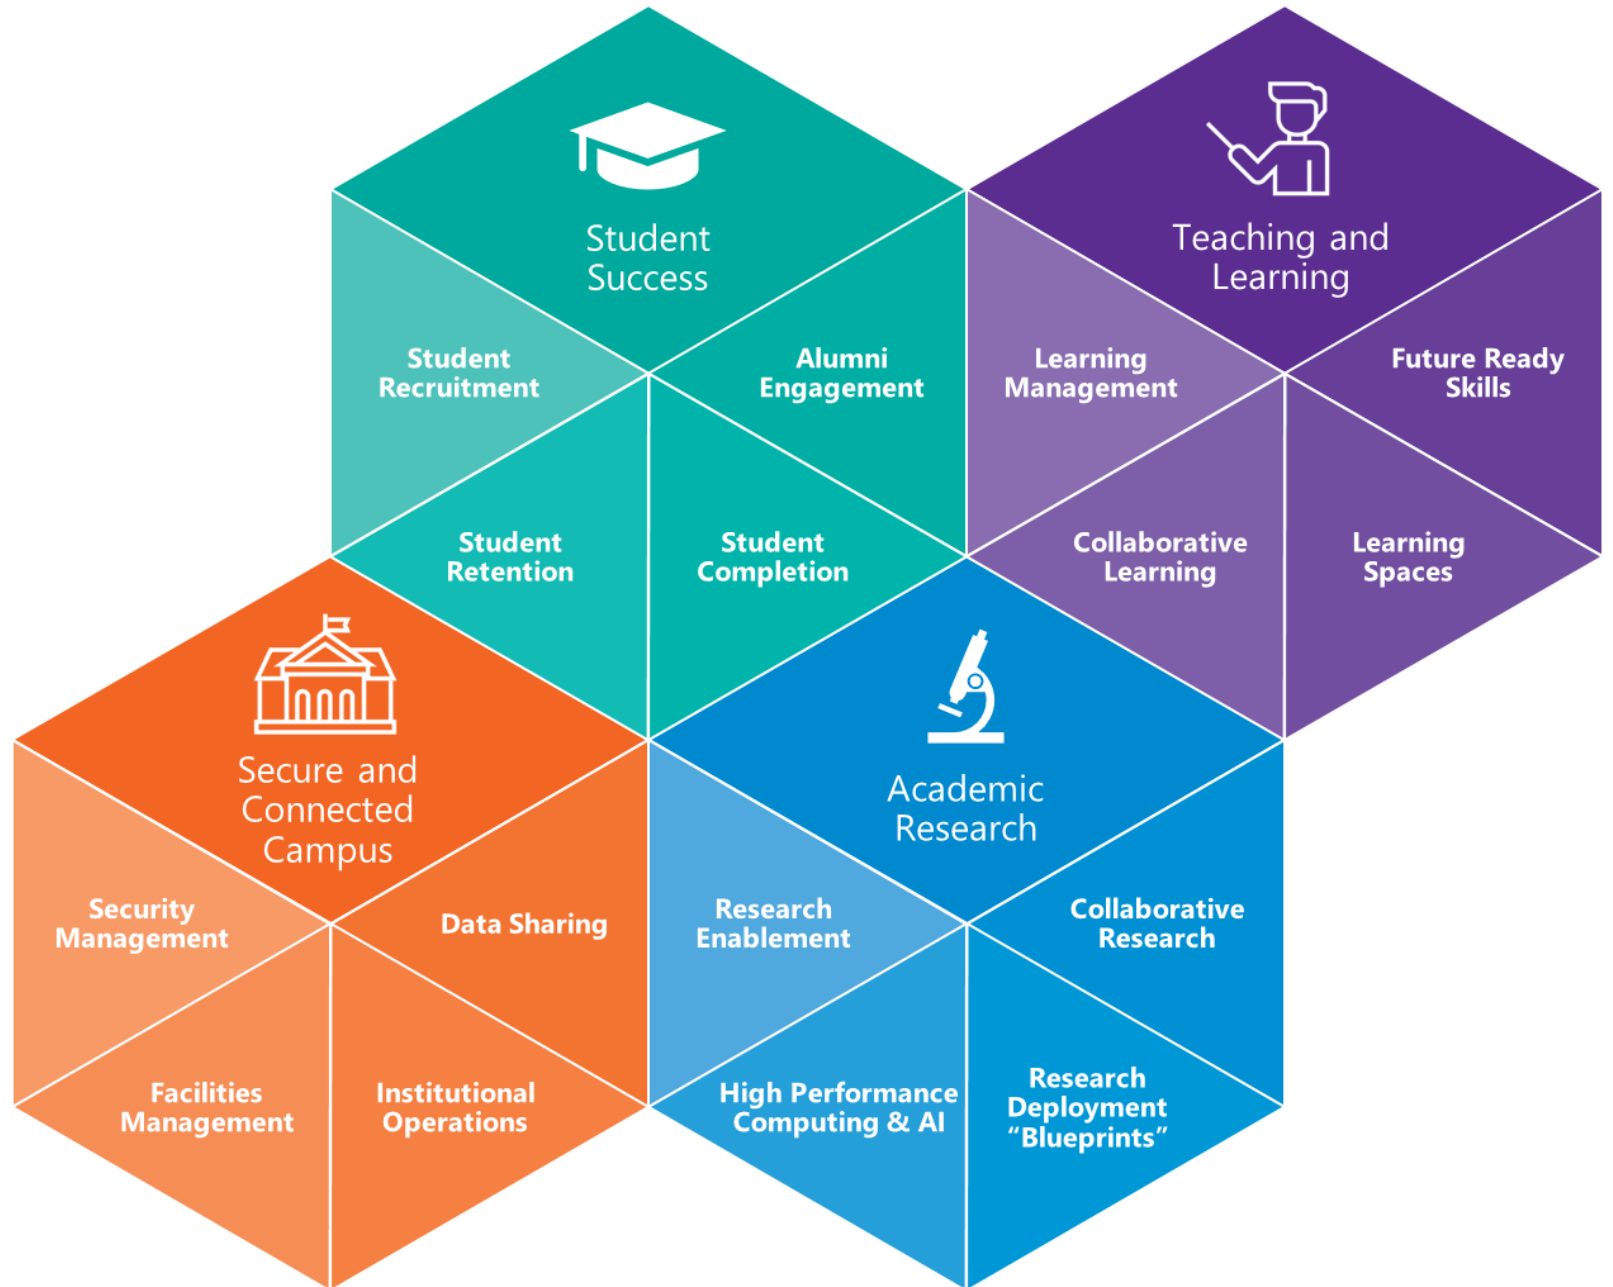 Student
Success
Student
Recruitment
Alumni
Engagement
Student
Retention
Student
Completion
Teaching and
Learning
Learning
Management
Future Ready
Skills
Collaborative
Learning
Learning
Spaces
Secure and
Connected
Campus
Security
Management
Data Sharing
Facilities
Management
Institutional
Operations
Academic
Research
Research
Enablement
Collaborative
Research
High Performance
Computing & AI
Research
Deployment
“Blueprints”